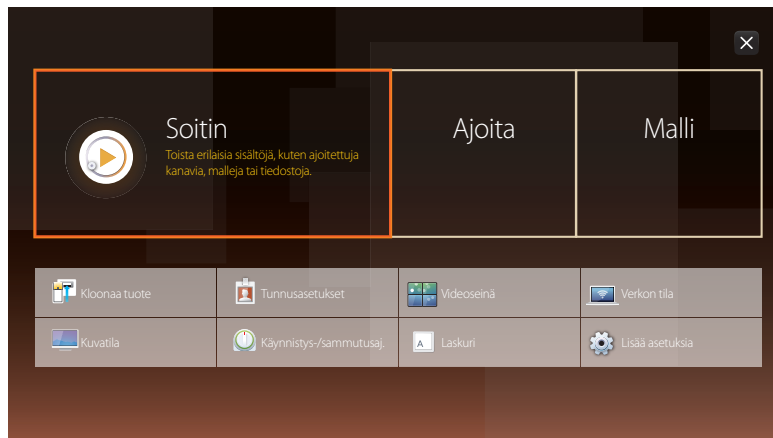 Soitin
Toista erilaisia sisältöjä, kuten ajoitettuja
kanavia, malleja tai tiedostoja.
Ajoita
Malli
Kloonaa tuote
Tunnusasetukset
Videoseinä
Verkon tila
Kuvatila
Käynnistys-/sammutusaj.
A
Laskuri
Lisää asetuksia